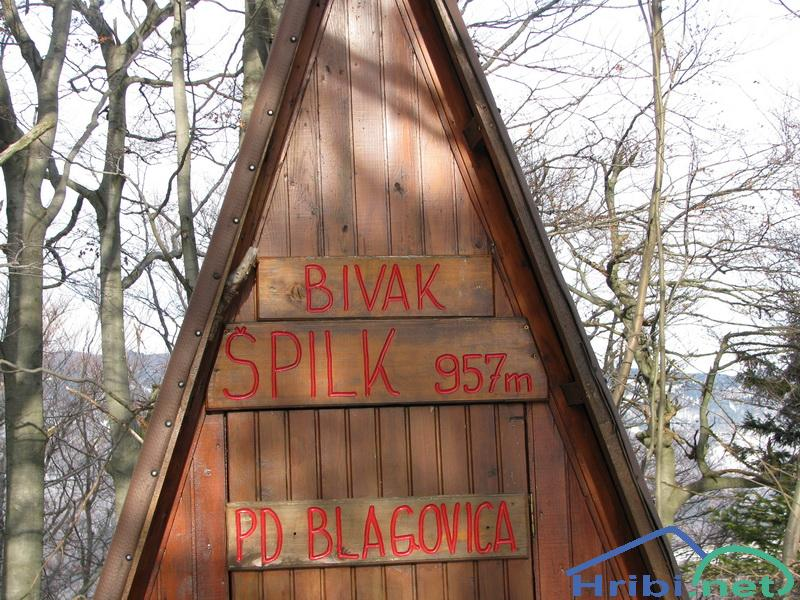 BIVAK
ŠPILK 957m
PD BLAGOVICA
Hribi.net